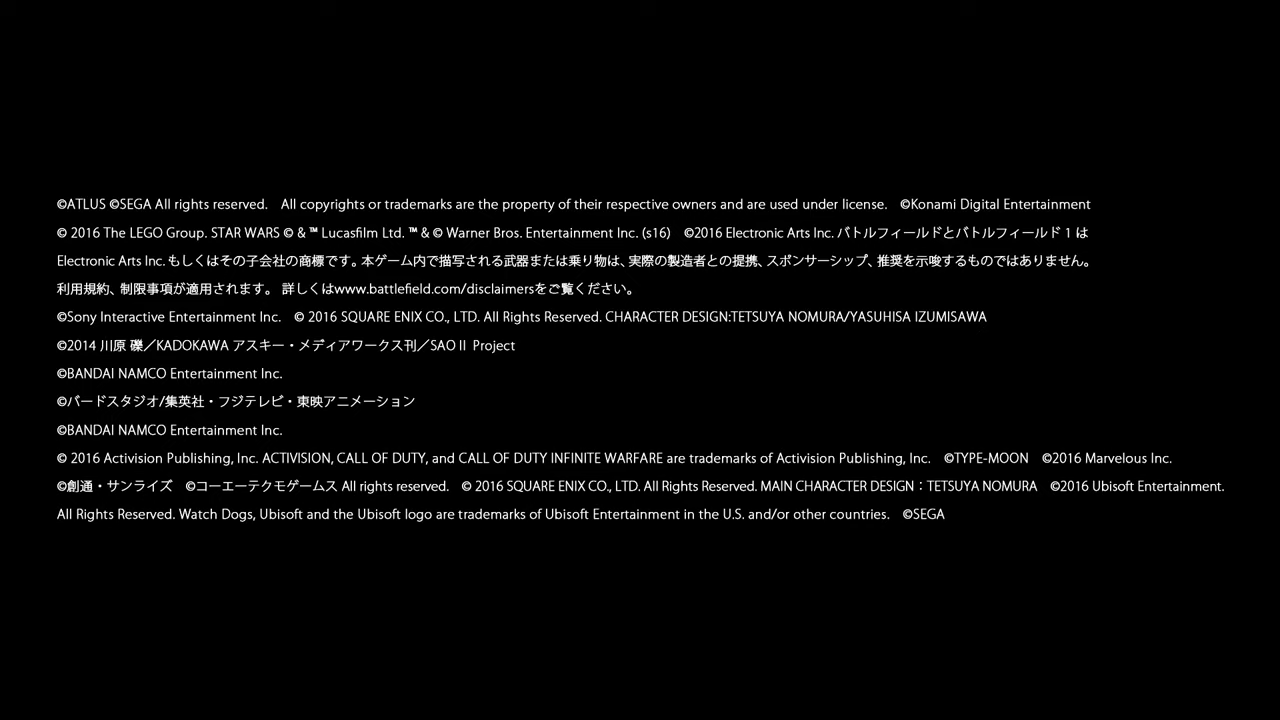 ©ATLUS ©SEGA All rights reserved.　All copyrights or trademarks are the property of their respective owners and are used under license.　©Konami Digital Entertainment
© 2016 The LEGO Group. STAR WARS © & ™ Lucasfilm Ltd. ™ & © Warner Bros. Entertainment Inc. (s16)　©2016 Electronic Arts Inc. バトルフィールドとバトルフィールド 1 は
Electronic Arts Inc. もしくはその子会社の商標です。本ゲーム内で描写される武器または乗り物は、実際の製造者との提携、スポンサーシップ、推奨を示唆するものではありません。
利用規約、制限事項が適用されます。 詳しくはwww.battlefield.com/disclaimersをご覧ください。
©Sony Interactive Entertainment Inc.　© 2016 SQUARE ENIX CO., LTD. All Rights Reserved. CHARACTER DESIGN:TETSUYA NOMURA/YASUHISA IZUMISAWA
©2014 川原 礫／KADOKAWA アスキー・メディアワークス刊／SAOⅡ Project
©BANDAI NAMCO Entertainment Inc.
©バードスタジオ/集英社・フジテレビ・東映アニメーション
©BANDAI NAMCO Entertainment Inc.
© 2016 Activision Publishing, Inc. ACTIVISION, CALL OF DUTY, and CALL OF DUTY INFINITE WARFARE are trademarks of Activision Publishing, Inc.　©TYPE-MOON　©2016 Marvelous Inc.
©創通・サンライズ　©コーエーテクモゲームス All rights reserved.　© 2016 SQUARE ENIX CO., LTD. All Rights Reserved. MAIN CHARACTER DESIGN：TETSUYA NOMURA　©2016 Ubisoft Entertainment.
All Rights Reserved. Watch Dogs, Ubisoft and the Ubisoft logo are trademarks of Ubisoft Entertainment in the U.S. and/or other countries.　©SEGA